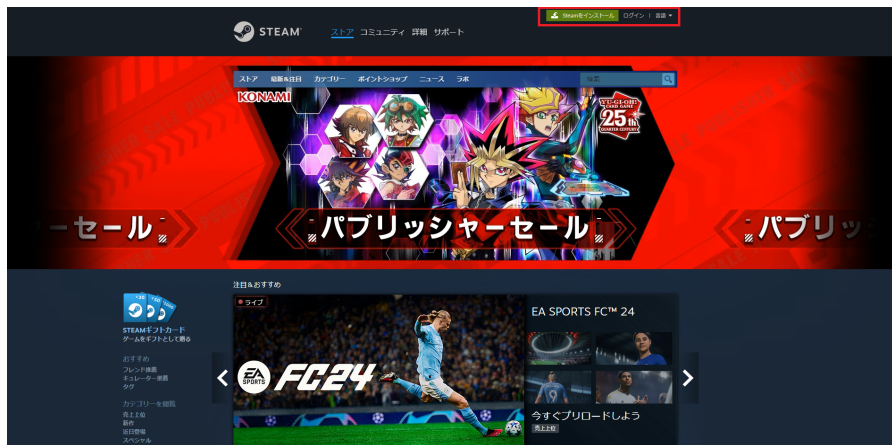 STEAM
ストア コミュニティ 詳細 サポート
Steamをインストール ログイン | 言語
ストア 最新&注目 カテゴリー ポイントショップ ニュース ラボ 検索
KONAMI
YU-GI-OH!
CARD GAME
25th
QUARTER CENTURY
ーセール
パブリッシャーセール
パブリッ
STEAMギフトカード
ゲームをギフトとして贈る
おすすめ
フレンド推薦
キュレーター推薦
タグ
カテゴリーを閲覧
売上上位
新作
近日登場
スペシャル
注目&おすすめ
ライブ
EA SPORTS FC24
EA SPORTS FC™ 24
今すぐプリロードしよう
売上上位